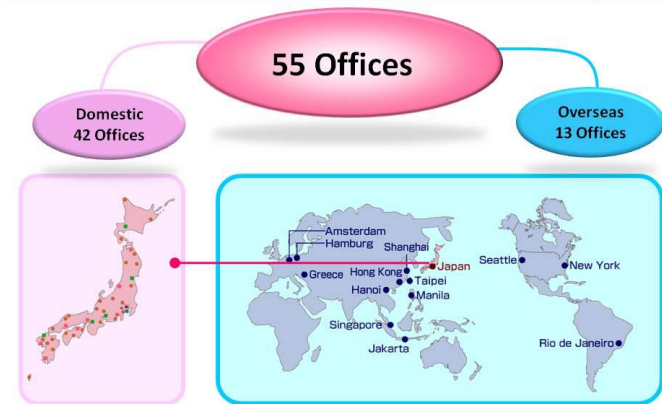 55 Offices
Domestic
42 Offices
Overseas
13 Offices
Amsterdam
Hamburg
Shanghai
Greece
Hong Kong
Japan
Taipei
Hanoi
Manila
Singapore
Jakarta
Seattle
New York
Rio de Janeiro